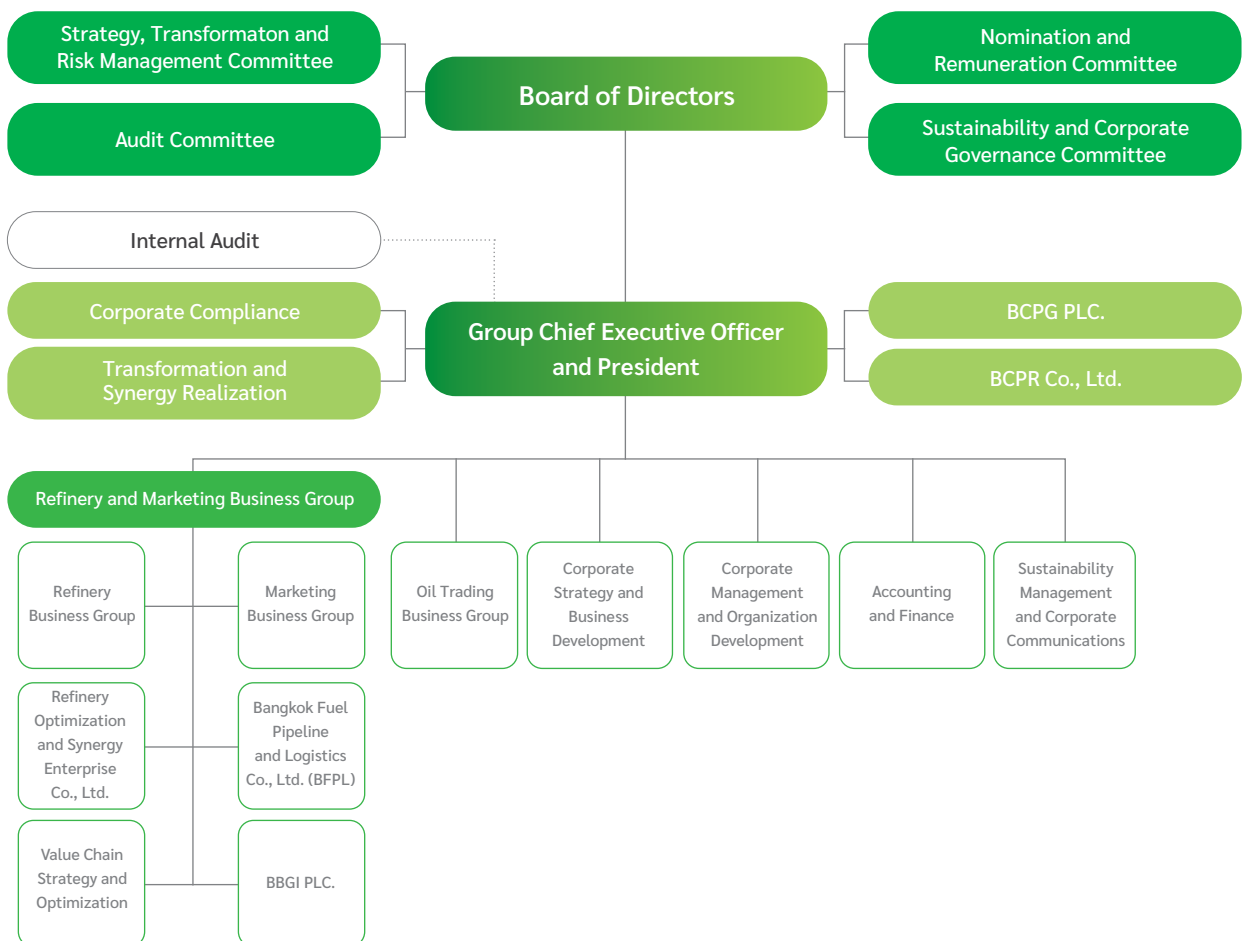 Strategy, Transformaton and
Risk Management Committee
Audit Committee
Board of Directors
Nomination and
Remuneration Committee
Sustainability and Corporate
Governance Committee
Internal Audit
Corporate Compliance
Transformation and
Synergy Realization
Group Chief Executive Officer
and President
BCPG PLC.
BCPR Co., Ltd.
Refinery and Marketing Business Group
Refinery
Business Group
Marketing
Business Group
Oil Trading
Business Group
Corporate
Strategy and
Business
Development
Corporate
Management
and Organization
Development
Accounting
and Finance
Sustainability
Management
and Corporate
Communications
Refinery
Optimization
and Synergy
Enterprise
Co., Ltd.
Bangkok Fuel
Pipeline
and Logistics
Co., Ltd. (BFPL)
Value Chain
Strategy and
Optimization
BBGI PLC.